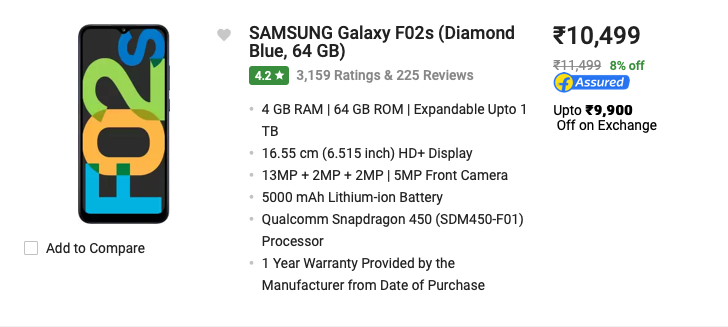 F02s
SAMSUNG Galaxy F02s (Diamond
Blue, 64 GB)
4.2 ★ 3,159 Ratings & 225 Reviews
4 GB RAM | 64 GB ROM | Expandable Upto 1
TB
16.55 cm (6.515 inch) HD+ Display
13MP + 2MP + 2MP | 5MP Front Camera
5000 mAh Lithium-ion Battery
Qualcomm Snapdragon 450 (SDM450-F01)
Processor
1 Year Warranty Provided by the
Manufacturer from Date of Purchase
₹10,499
₹11,499 8% off
f Assured
Upto ₹9,900
Off on Exchange
Add to Compare